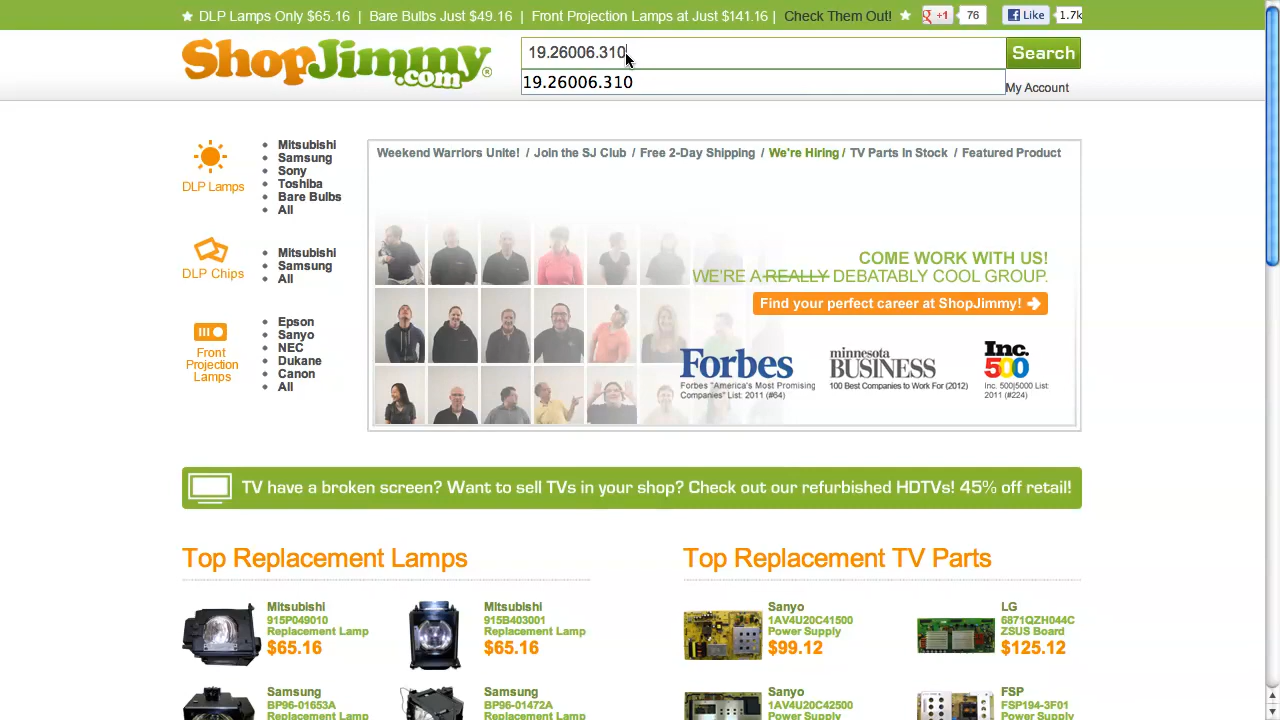 DLP Lamps Only $65.16 | Bare Bulbs Just $49.16 | Front Projection Lamps at Just $141.16 | Check Them Out!
+1 76 Like 1.7k
ShopJimmy.com®
19.26006.310 Search
19.26006.310
My Account
DLP Lamps
Mitsubishi
Samsung
Sony
Toshiba
Bare Bulbs
All
DLP Chips
Mitsubishi
Samsung
All
Front
Projection
Lamps
Epson
Sanyo
NEC
Dukane
Canon
All
Weekend Warriors Unite! / Join the SJ Club / Free 2-Day Shipping / We're Hiring / TV Parts In Stock / Featured Product
COME WORK WITH US!
WE'RE A REALLY DEBATABLY COOL GROUP.
Find your perfect career at ShopJimmy!
Forbes
Forbes "America's Most Promising
Companies" List: 2011 (#64)
minnesota
BUSINESS
100 Best Companies to Work For (2012)
Inc.
500
Inc. 500|5000 List:
2011 (#224)
TV have a broken screen? Want to sell TVs in your shop? Check out our refurbished HDTVs! 45% off retail!
Top Replacement Lamps
Mitsubishi
915P049010
Replacement Lamp
$65.16
Mitsubishi
915B403001
Replacement Lamp
$65.16
Samsung
BP96-01653A
Replacement Lamp
Samsung
BP96-01472A
Replacement Lamp
Top Replacement TV Parts
Sanyo
1AV4U20C41500
Power Supply
$99.12
LG
6871QZH044C
ZSUS Board
$125.12
Sanyo
1AV4U20C42500
Power Supply
FSP
FSP194-3F01
Power Supply